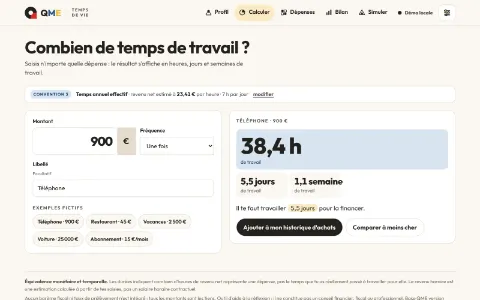 QME
TEMPS
DE VIE
Profil
Calculer
Dépenses
Bilan
Simuler
Démo locale
Combien de temps de travail ?
Saisis n'importe quelle dépense : le résultat s'affiche en heures, jours et semaines de
travail.
CONVENTION 3
Temps annuel effectif · revenu net estimé à 23,41 € par heure · 7 h par jour ·
modifier
Montant
900
€
Fréquence
Une fois
Libellé
Facultatif
Téléphone
EXEMPLES FICTIFS
Téléphone · 900 €
Restaurant · 45 €
Vacances · 2 500 €
Voiture · 25 000 €
Abonnement · 15 €/mois
TÉLÉPHONE · 900 €
38,4 h
de travail
5,5 jours
de travail
1,1 semaine
de travail
Il te faut travailler 5,5 jours pour la financer.
Ajouter à mon historique d'achats
Comparer à moins cher
Équivalence monétaire et temporelle.